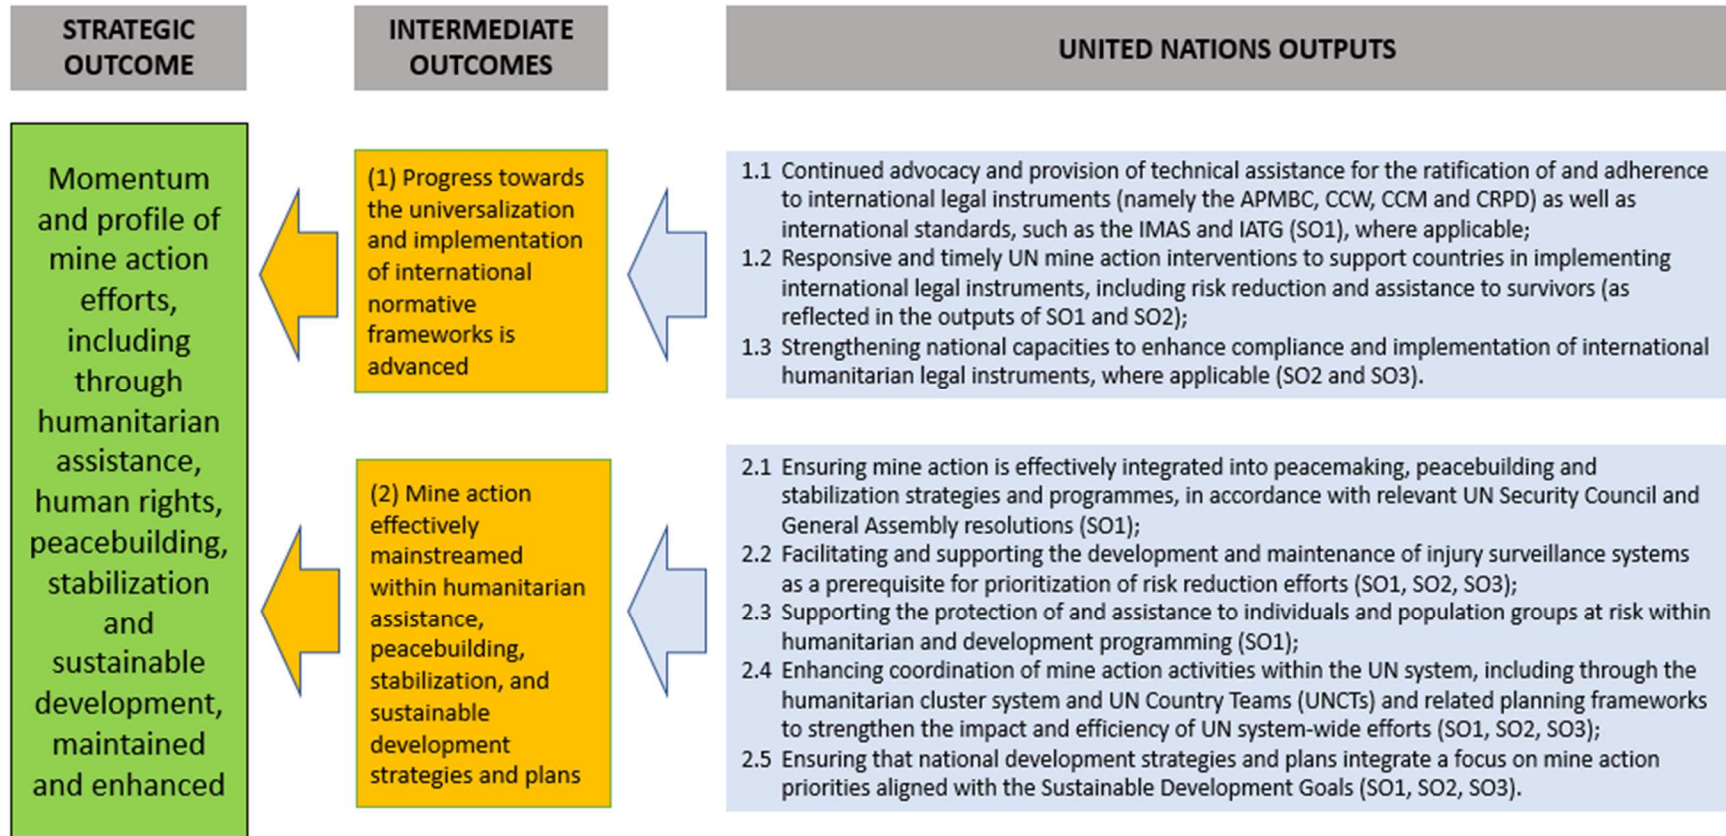 STRATEGIC
OUTCOME
INTERMEDIATE
OUTCOMES
UNITED NATIONS OUTPUTS
Momentum
and profile of
mine action
efforts,
including
through
humanitarian
assistance,
human rights,
peacebuilding,
stabilization
and
sustainable
development,
maintained
and enhanced
(1) Progress towards
the universalization
and implementation
of international
normative
frameworks is
advanced
1.1 Continued advocacy and provision of technical assistance for the ratification of and adherence
to international legal instruments (namely the APMBC, CCW, CCM and CRPD) as well as
international standards, such as the IMAS and IATG (SO1), where applicable;
1.2 Responsive and timely UN mine action interventions to support countries in implementing
international legal instruments, including risk reduction and assistance to survivors (as
reflected in the outputs of SO1 and SO2);
1.3 Strengthening national capacities to enhance compliance and implementation of international
humanitarian legal instruments, where applicable (SO2 and SO3).
(2) Mine action
effectively
mainstreamed
within humanitarian
assistance,
peacebuilding,
stabilization, and
sustainable
development
strategies and plans
2.1 Ensuring mine action is effectively integrated into peacemaking, peacebuilding and
stabilization strategies and programmes, in accordance with relevant UN Security Council and
General Assembly resolutions (SO1);
2.2 Facilitating and supporting the development and maintenance of injury surveillance systems
as a prerequisite for prioritization of risk reduction efforts (SO1, SO2, SO3);
2.3 Supporting the protection of and assistance to individuals and population groups at risk within
humanitarian and development programming (SO1);
2.4 Enhancing coordination of mine action activities within the UN system, including through the
humanitarian cluster system and UN Country Teams (UNCTs) and related planning frameworks
to strengthen the impact and efficiency of UN system-wide efforts (SO1, SO2, SO3);
2.5 Ensuring that national development strategies and plans integrate a focus on mine action
priorities aligned with the Sustainable Development Goals (SO1, SO2, SO3).